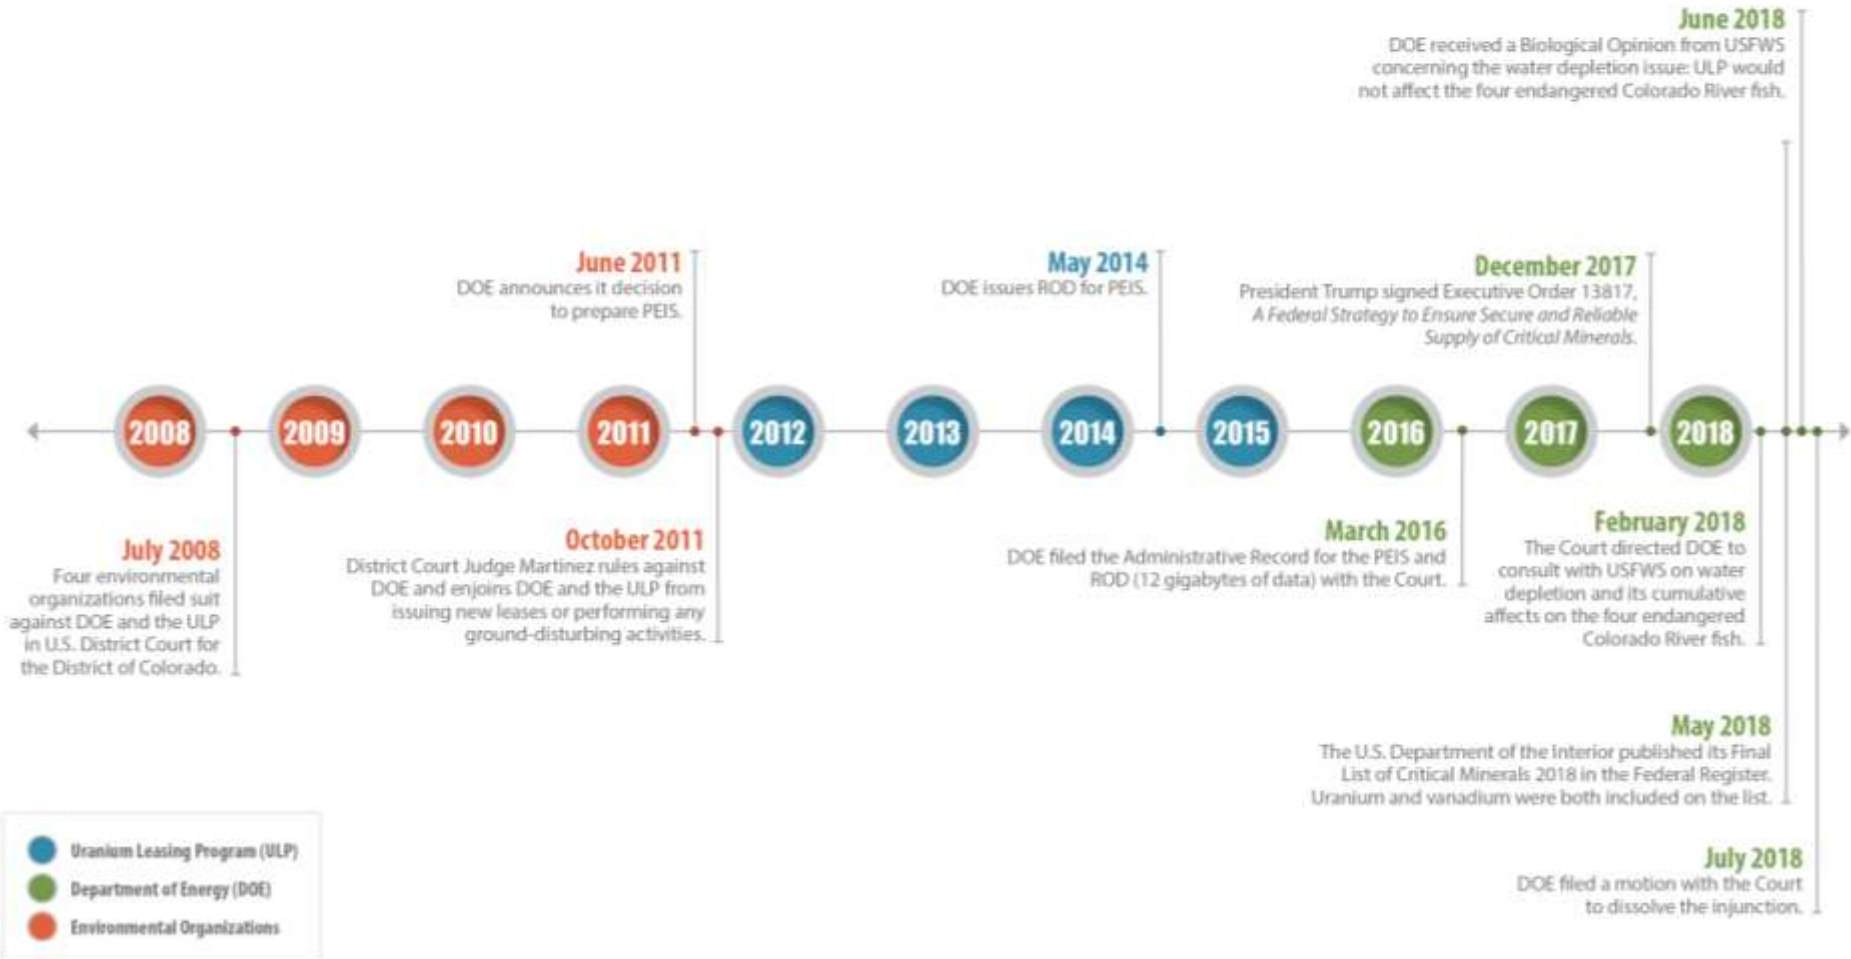 June 2018
DOE received a Biological Opinion from USFWS
concerning the water depletion issue: ULP would
not affect the four endangered Colorado River fish.
June 2011
DOE announces it decision
to prepare PEIS.
May 2014
DOE issues ROD for PEIS.
December 2017
President Trump signed Executive Order 13817,
A Federal Strategy to Ensure Secure and Reliable
Supply of Critical Minerals.
2008
2009
2010
2011
2012
2013
2014
2015
2016
2017
2018
July 2008
Four environmental
organizations filed suit
against DOE and the ULP
in U.S. District Court for
the District of Colorado.
October 2011
District Court Judge Martinez rules against
DOE and enjoins DOE and the ULP from
issuing new leases or performing any
ground-disturbing activities.
March 2016
DOE filed the Administrative Record for the PEIS and
ROD (12 gigabytes of data) with the Court.
February 2018
The Court directed DOE to
consult with USFWS on water
depletion and its cumulative
affects on the four endangered
Colorado River fish.
May 2018
The U.S. Department of the Interior published its Final
List of Critical Minerals 2018 in the Federal Register.
Uranium and vanadium were both included on the list.
July 2018
DOE filed a motion with the Court
to dissolve the injunction.
Uranium Leasing Program (ULP)
Department of Energy (DOE)
Environmental Organizations